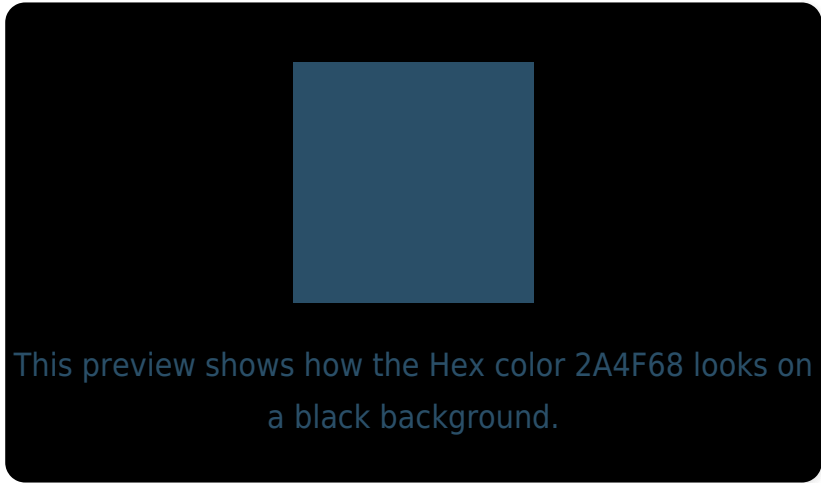 This preview shows how the Hex color 2A4F68 looks on
a black background.